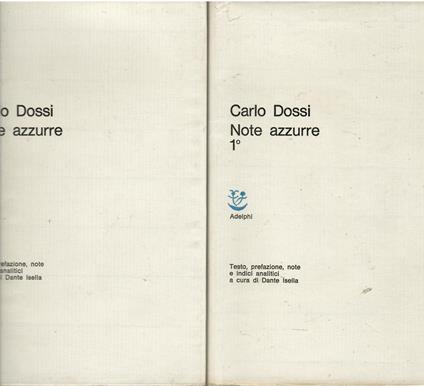 o Dossi
e azzurre
refazione, note
analitici
i Dante Isella
Carlo Dossi
Note azzurre
1°
Adelphi
Testo, prefazione, note
e indici analitici
a cura di Dante Isella